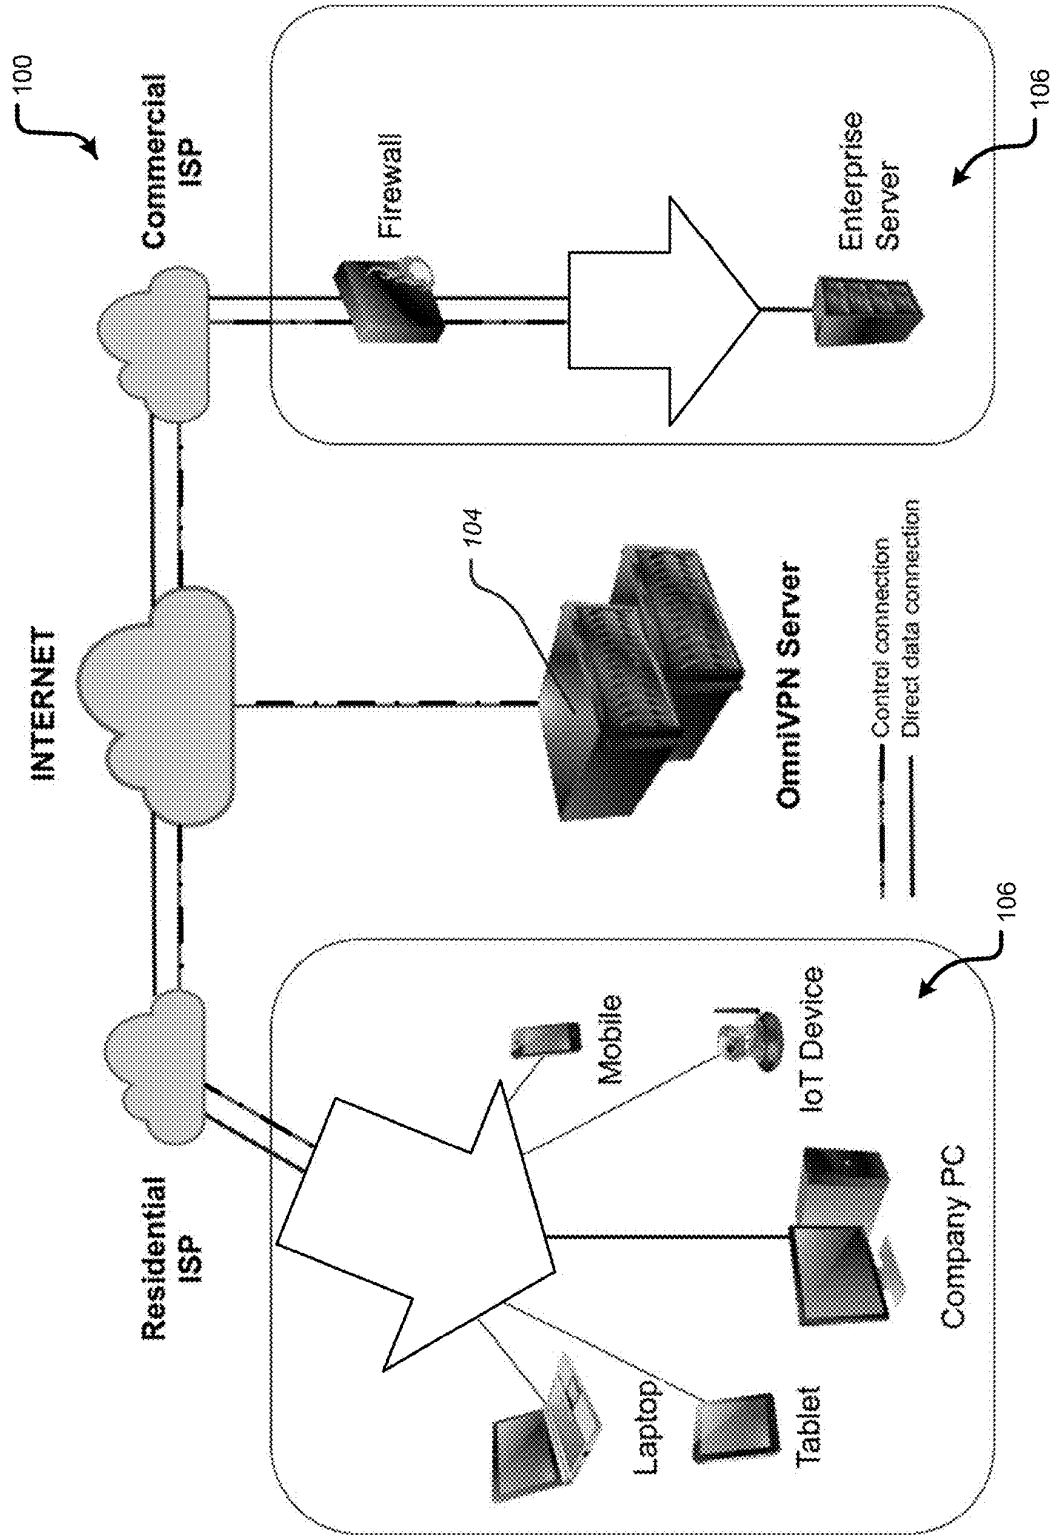 100
INTERNET
Residential
ISP
Commercial
ISP
Firewall
104
Laptop
Mobile
Tablet
IoT Device
OmniVPN Server
Enterprise
Server
Company PC
Control connection
Direct data connection
106
106